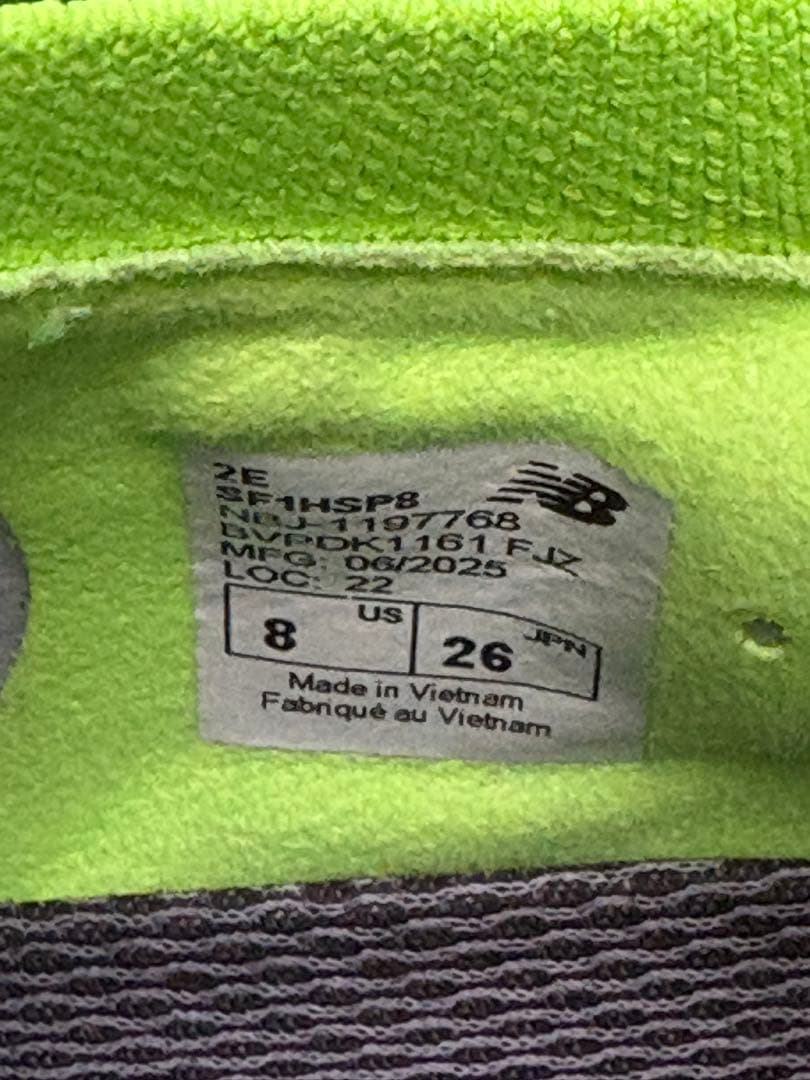 2E
SF1HSP8
NBJ-1197768
BVPDK1161 FJZ
MFG: 06/2025
LOC: 22
8 US 26 JPN
Made in Vietnam
Fabriqué au Vietnam